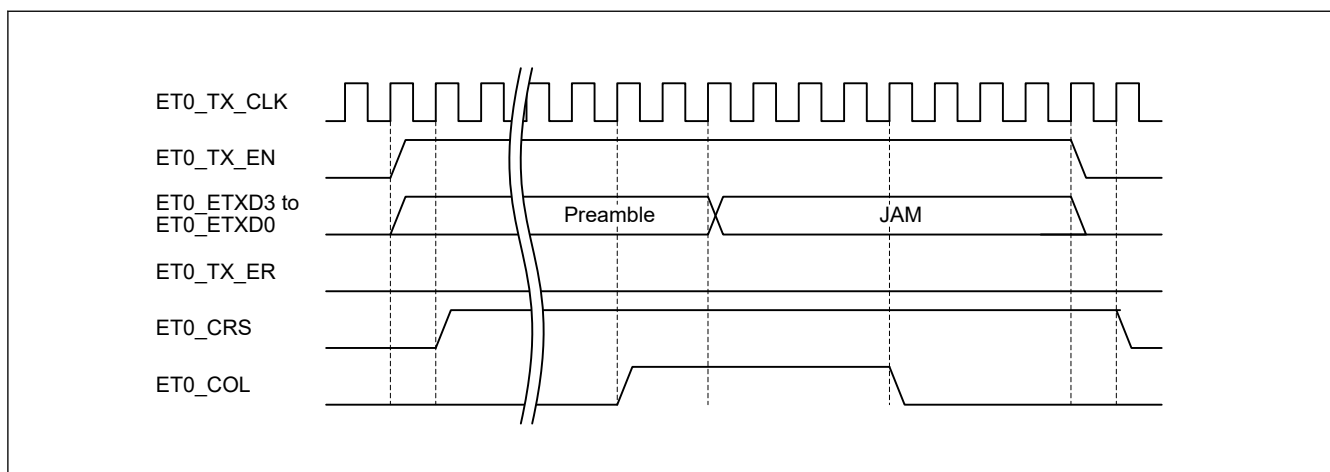 ET0_TX_CLK
ET0_TX_EN
ET0_ETXD3 to
ET0_ETXD0
Preamble
JAM
ET0_TX_ER
ET0_CRS
ET0_COL